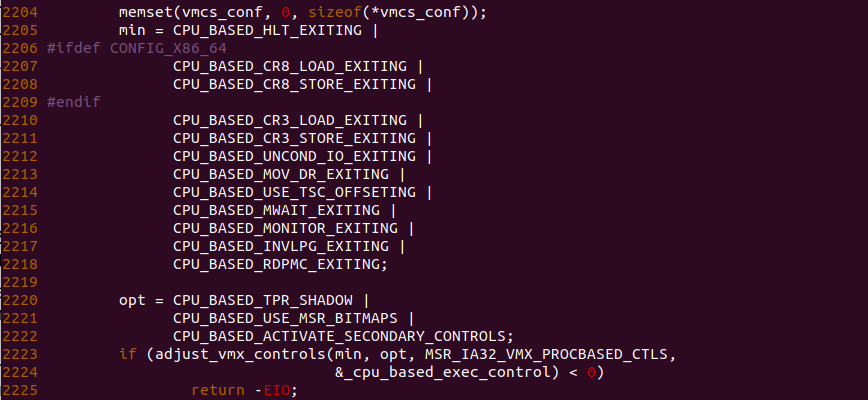 2204         memset(vmcs_conf, 0, sizeof(*vmcs_conf));
2205         min = CPU_BASED_HLT_EXITING |
2206 #ifdef CONFIG_X86_64
2207               CPU_BASED_CR8_LOAD_EXITING |
2208               CPU_BASED_CR8_STORE_EXITING |
2209 #endif
2210               CPU_BASED_CR3_LOAD_EXITING |
2211               CPU_BASED_CR3_STORE_EXITING |
2212               CPU_BASED_UNCOND_IO_EXITING |
2213               CPU_BASED_MOV_DR_EXITING |
2214               CPU_BASED_USE_TSC_OFFSETING |
2215               CPU_BASED_MWAIT_EXITING |
2216               CPU_BASED_MONITOR_EXITING |
2217               CPU_BASED_INVLPG_EXITING |
2218               CPU_BASED_RDPMC_EXITING;
2219
2220         opt = CPU_BASED_TPR_SHADOW |
2221               CPU_BASED_USE_MSR_BITMAPS |
2222               CPU_BASED_ACTIVATE_SECONDARY_CONTROLS;
2223         if (adjust_vmx_controls(min, opt, MSR_IA32_VMX_PROCBASED_CTLS,
2224                                 &_cpu_based_exec_control) < 0)
2225                 return -EIO;